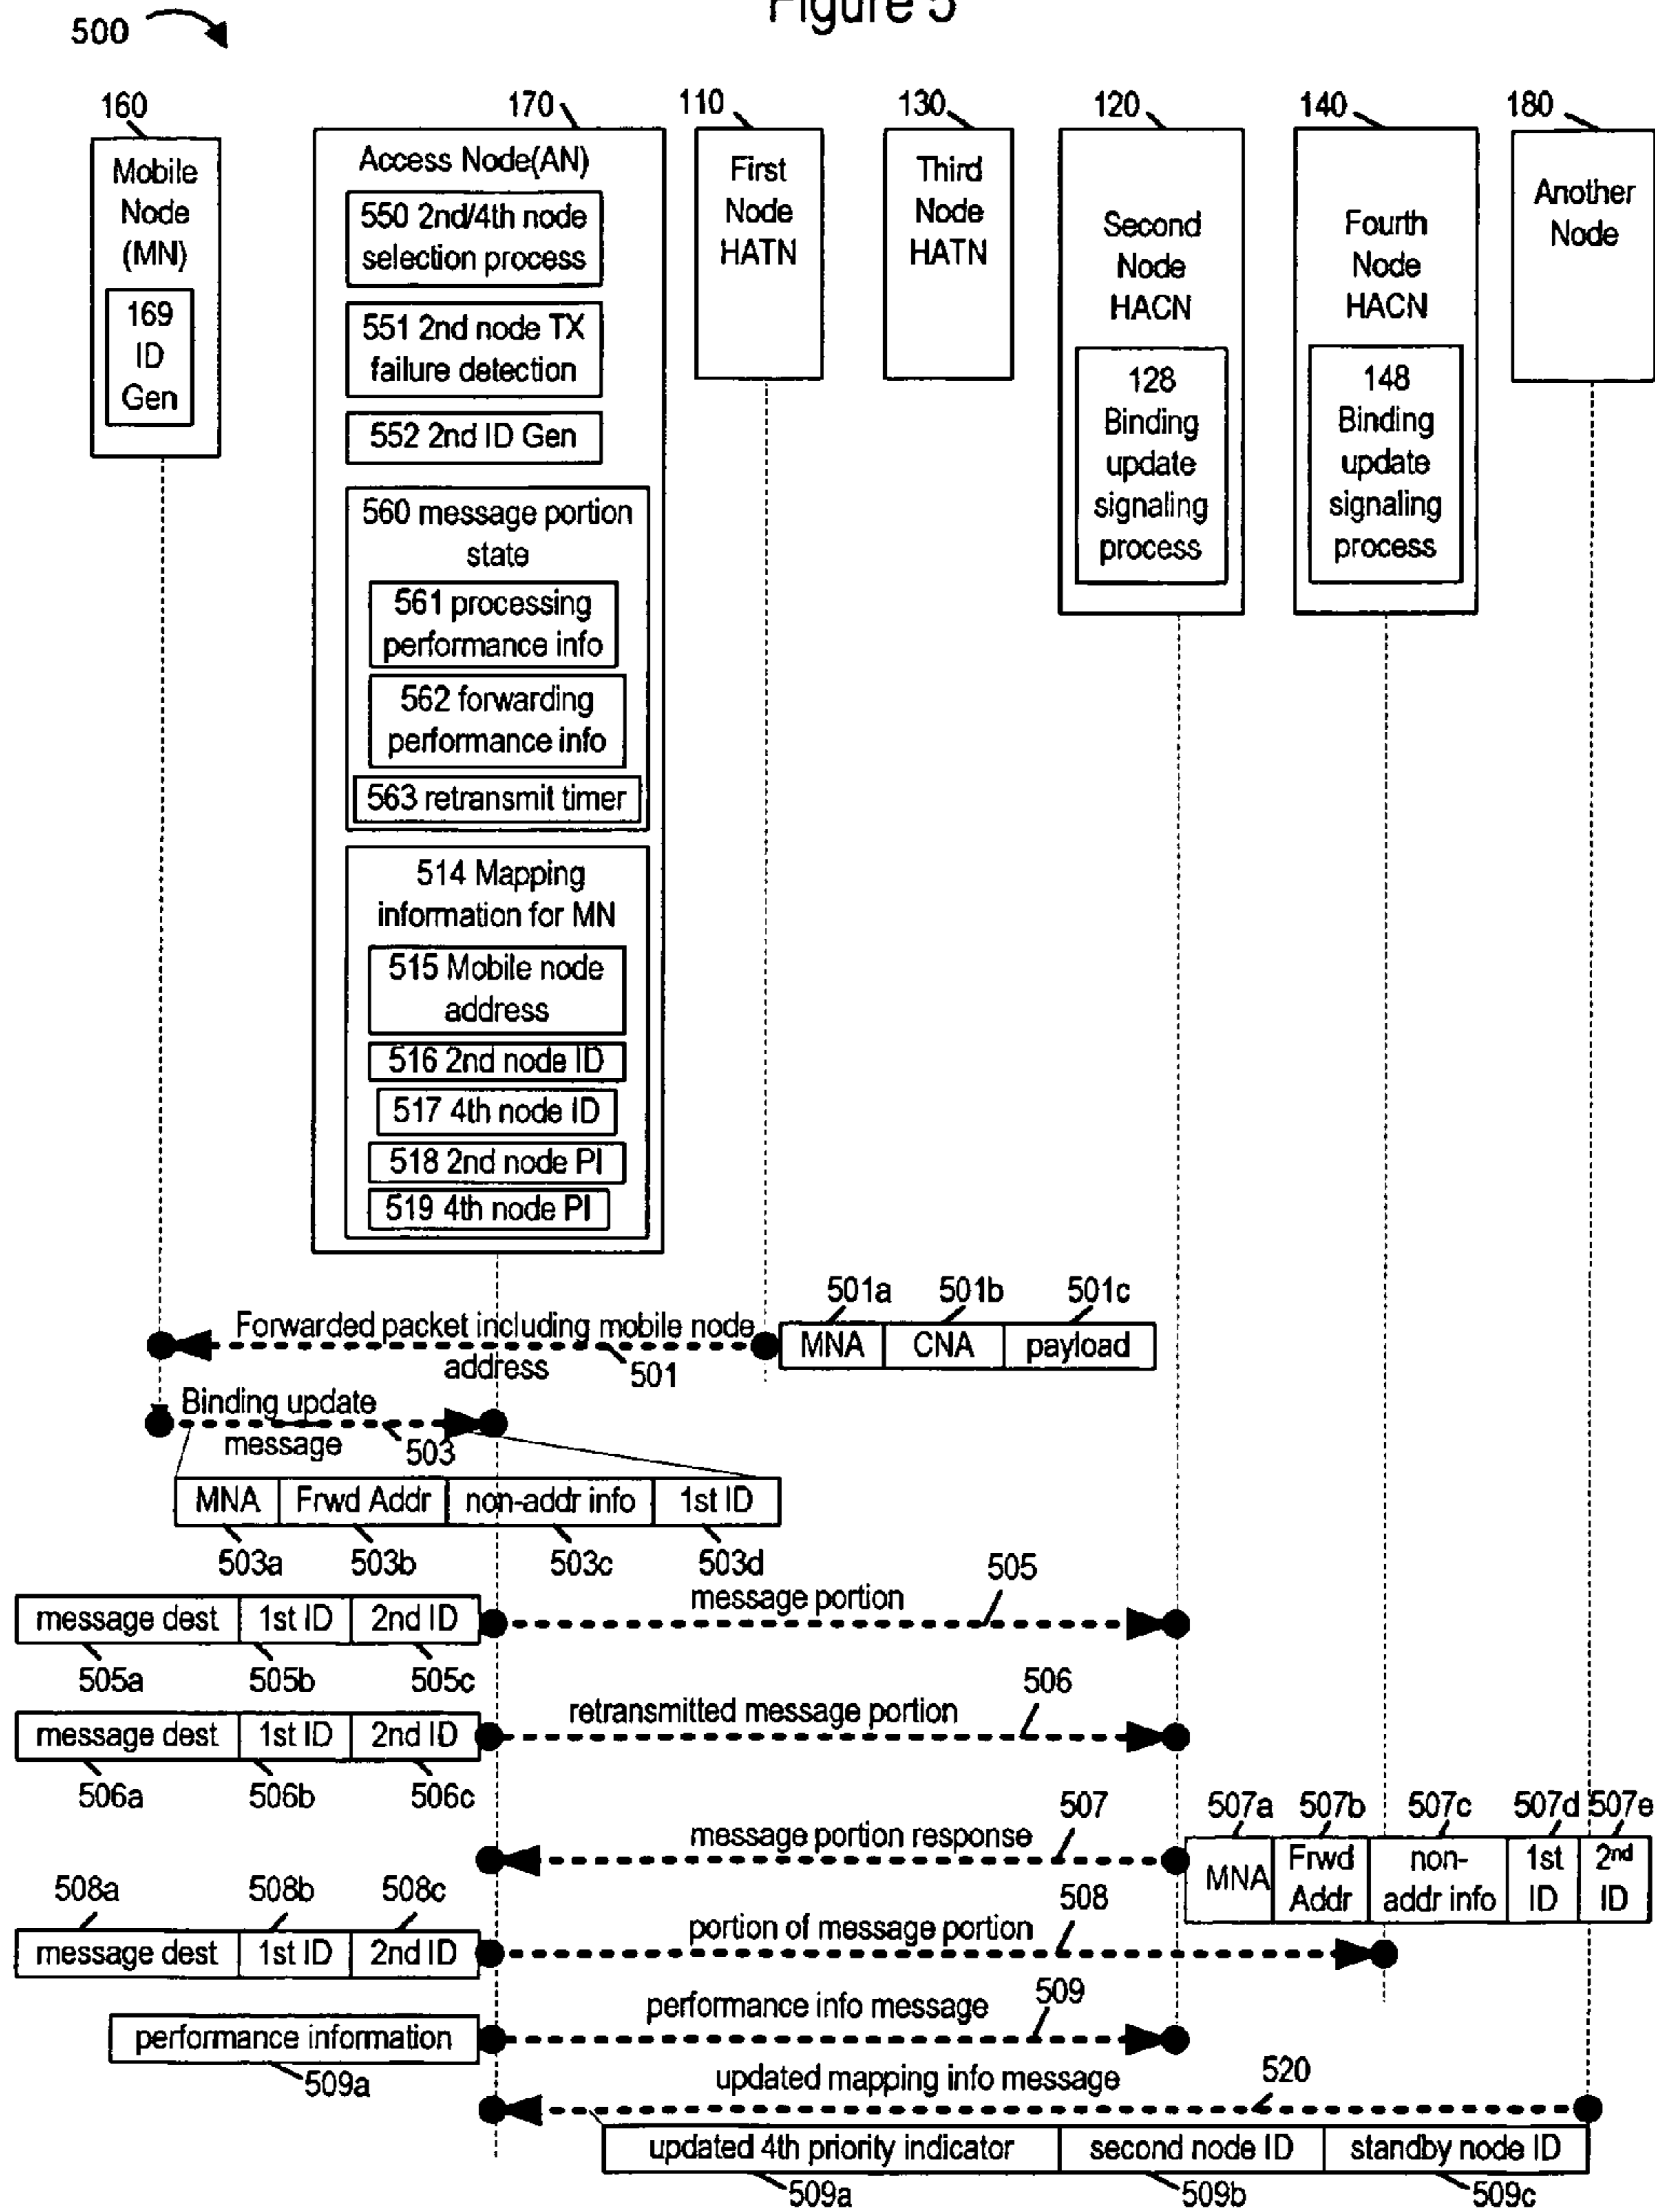 Figure 5
500
160
170
110
130
120
140
180
Mobile
Node
(MN)
169
ID
Gen
Access Node(AN)
550 2nd/4th node
selection process
551 2nd node TX
failure detection
552 2nd ID Gen
560 message portion
state
561 processing
performance info
562 forwarding
performance info
563 retransmit timer
514 Mapping
information for MN
515 Mobile node
address
516 2nd node ID
517 4th node ID
518 2nd node PI
519 4th node PI
First
Node
HATN
Third
Node
HATN
Second
Node
HACN
128
Binding
update
signaling
process
Fourth
Node
HACN
148
Binding
update
signaling
process
Another
Node
501a
501b
501c
Forwarded packet including mobile node
address
501
MNA
CNA
payload
Binding update
message
503
MNA
Frwd Addr
non-addr info
1st ID
503a
503b
503c
503d
message dest
1st ID
2nd ID
message portion
505
505a
505b
505c
message dest
1st ID
2nd ID
retransmitted message portion
506
506a
506b
506c
message portion response
507
507a
507b
507c
507d
507e
MNA
Frwd
Addr
non-
addr info
1st
ID
2nd
ID
508a
508b
508c
message dest
1st ID
2nd ID
portion of message portion
508
performance information
509a
performance info message
509
updated mapping info message
520
updated 4th priority indicator
second node ID
standby node ID
509a
509b
509c